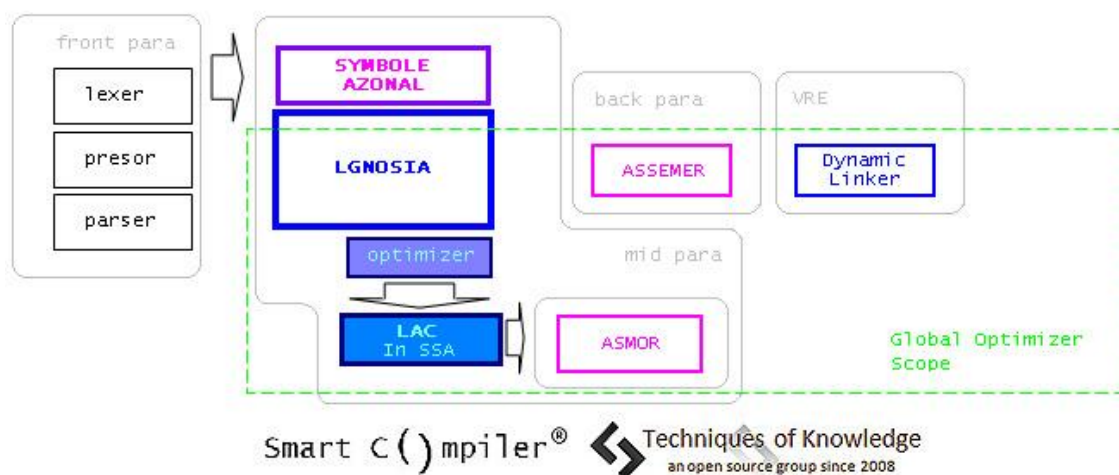 front para
lexer
presor
parser
SYMBOLE
AZONAL
LGNOSIA
optimizer
LAC
In SSA
mid para
ASMOR
back para
ASSEMER
VRE
Dynamic
Linker
Global Optimizer
Scope
Smart C()mpiler®
Techniques of Knowledge
an open source group since 2008